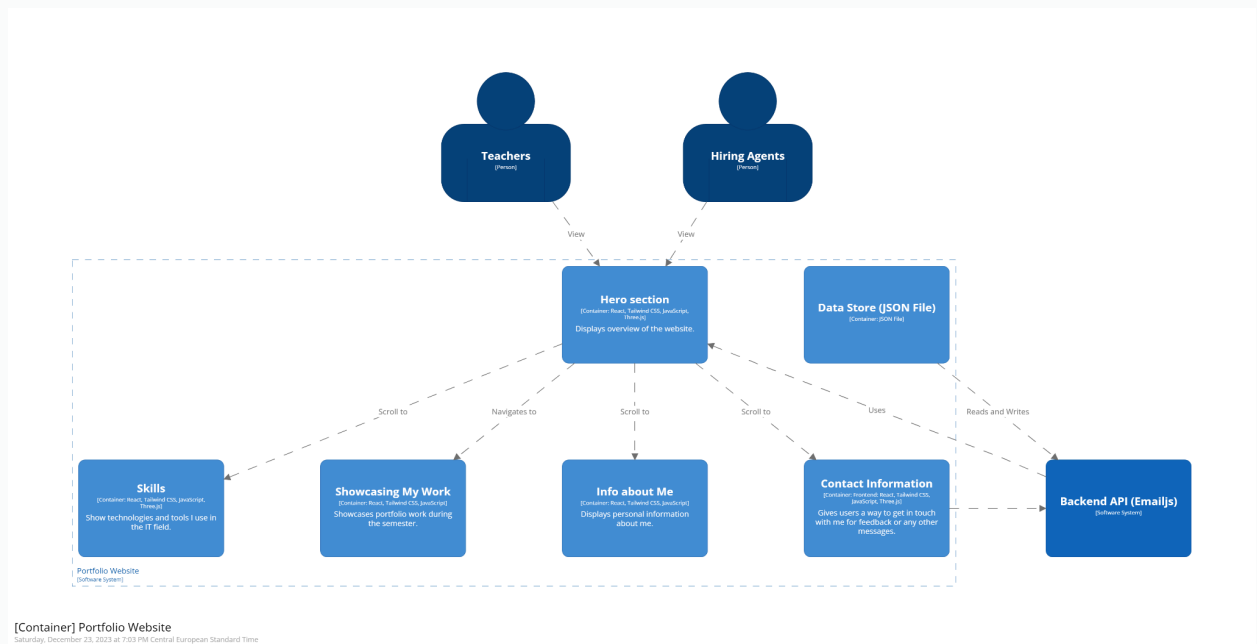 Teachers
[Person]
Hiring Agents
[Person]
View
View
Hero section
[Container: React, Tailwind CSS, JavaScript,
Three.js]
Displays overview of the website.
Data Store (JSON File)
[Container: JSON File]
Scroll to
Navigates to
Scroll to
Scroll to
Uses
Reads and Writes
Skills
[Container: React, Tailwind CSS, JavaScript,
Three.js]
Show technologies and tools I use in
the IT field.
Showcasing My Work
[Container: React, Tailwind CSS, JavaScript]
Showcases portfolio work during
the semester.
Info about Me
[Container: React, Tailwind CSS, JavaScript]
Displays personal information
about me.
Contact Information
[Container: Frontend: React, Tailwind CSS,
JavaScript, Three.js]
Gives users a way to get in touch
with me for feedback or any other
messages.
Backend API (Emailjs)
[Software System]
Portfolio Website
[Software System]
[Container] Portfolio Website
Saturday, December 23, 2023 at 7:03 PM Central European Standard Time